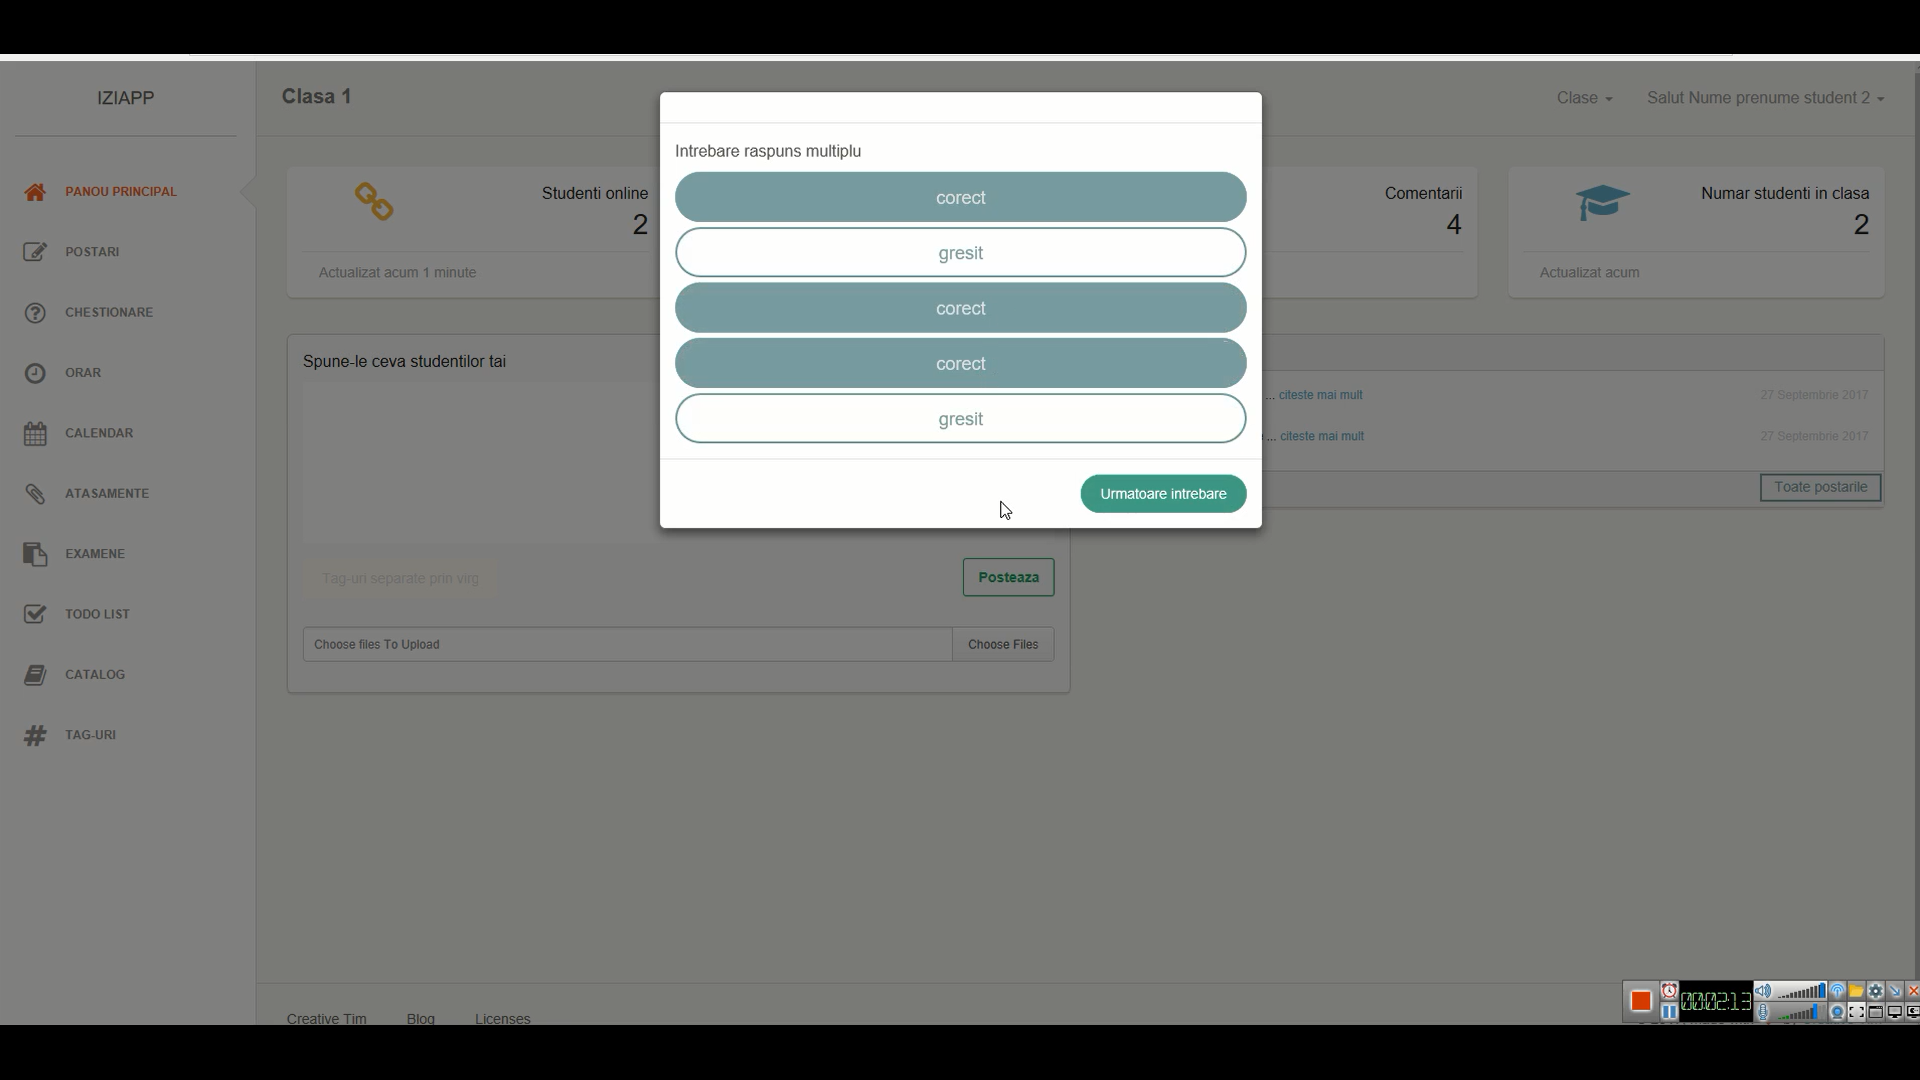 IZIAPP
Clasa 1
Clase
Salut Nume prenume student 2
PANOU PRINCIPAL
POSTARI
CHESTIONARE
ORAR
CALENDAR
ATASAMENTE
EXAMENE
TODO LIST
CATALOG
TAG-URI
Studenti online
2
Actualizat acum 1 minute
Comentarii
4
Numar studenti in clasa
2
Actualizat acum
Intrebare raspuns multiplu
corect
gresit
corect
corect
gresit
Urmatoare intrebare
Spune-le ceva studentilor tai
Tag-uri separate prin virg
Posteaza
Choose files To Upload
Choose Files
... citeste mai mult
27 Septembrie 2017
... citeste mai mult
27 Septembrie 2017
Toate postarile
Creative Tim
Blog
Licenses
00:02:13